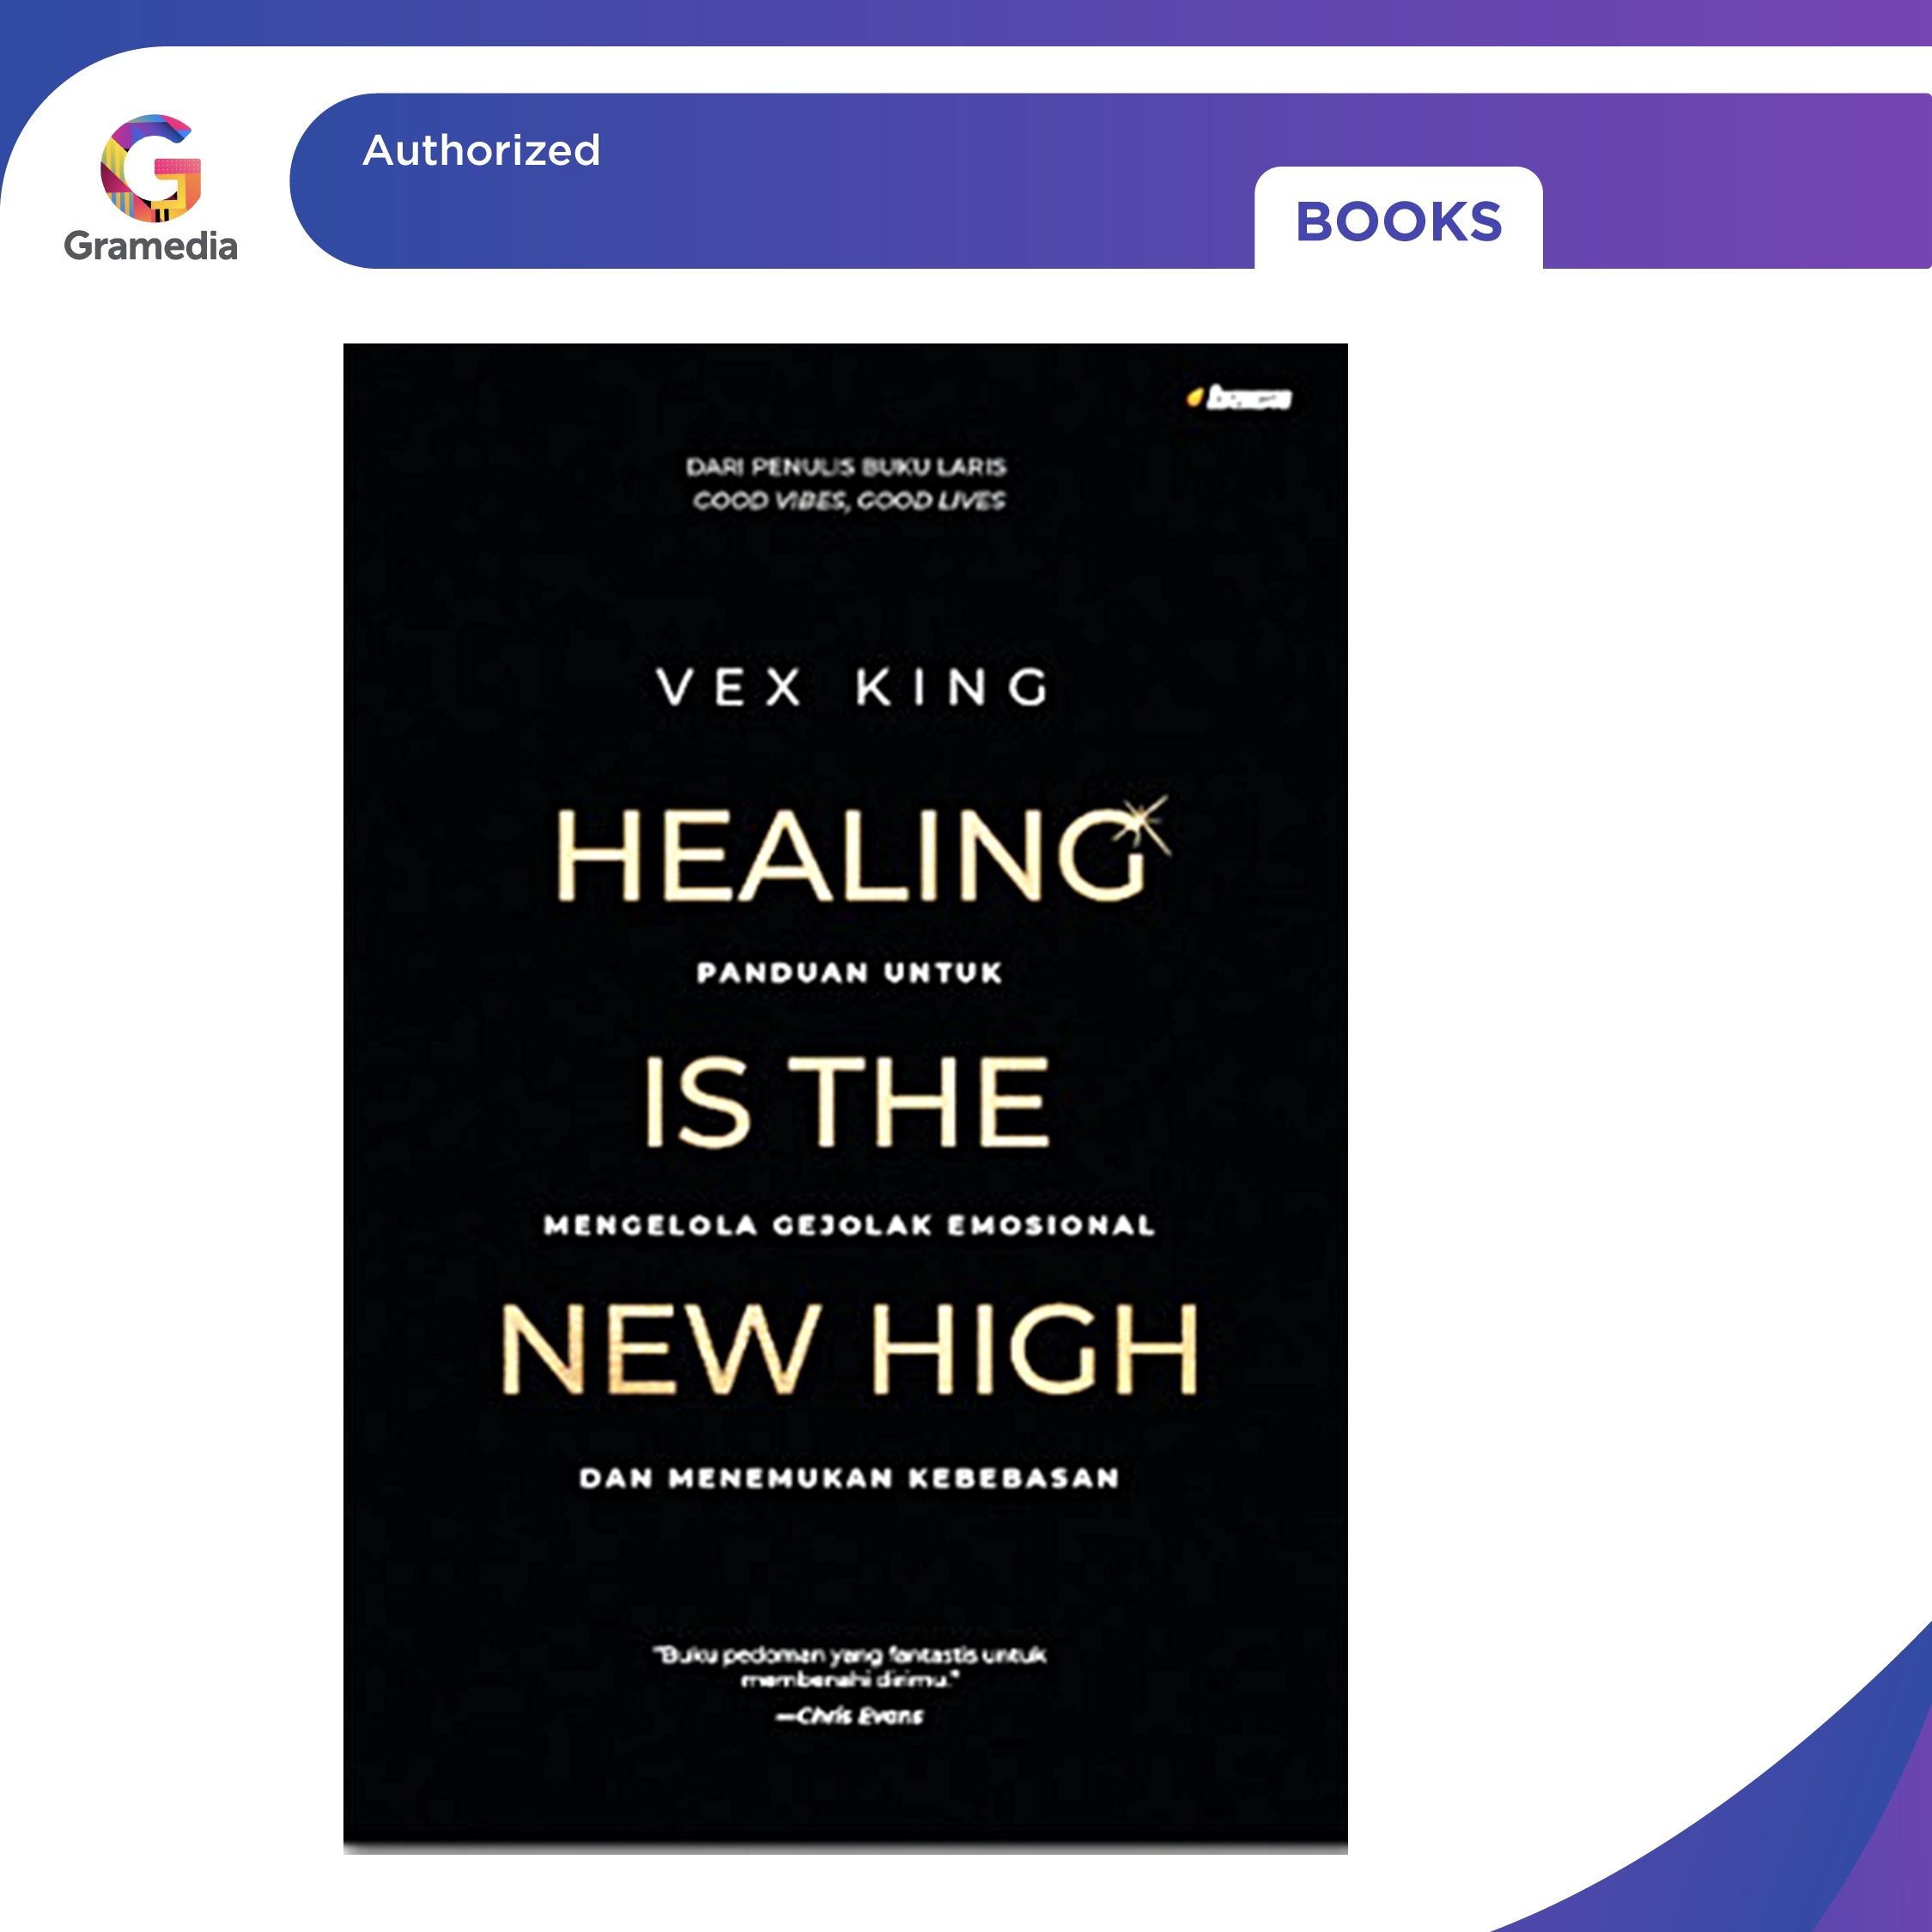 Authorized
Gramedia
BOOKS
DARI PENULIS BUKU LARIS
GOOD VIBES, GOOD LIVES
VEX KING
HEALING
PANDUAN UNTUK
IS THE
MENGELOLA GEJOLAK EMOSIONAL
NEW HIGH
DAN MENEMUKAN KEBEBASAN
"Buku pedoman yang fantastis untuk
membenahi dirimu."
—Chris Evans